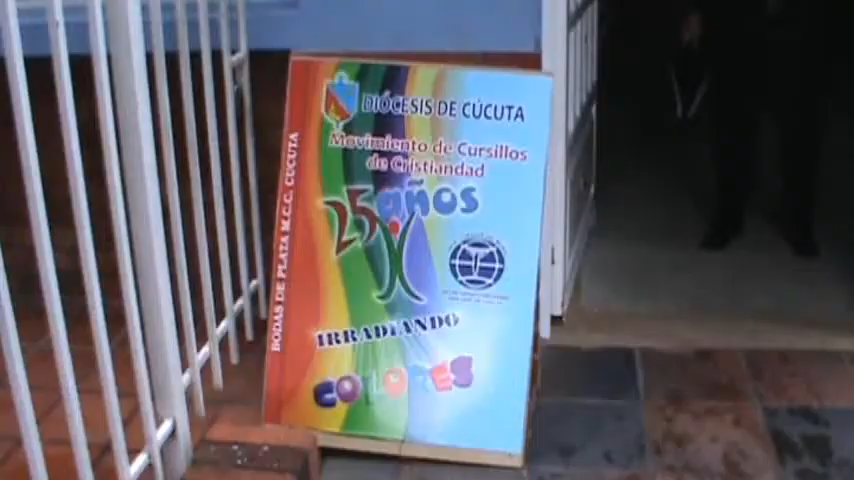 DIÓCESIS DE CÚCUTA
Movimiento de Cursillos
de Cristiandad
25 años
IRRADIANDO
COLORES
BODAS DE PLATA M.C.C. CUCUTA